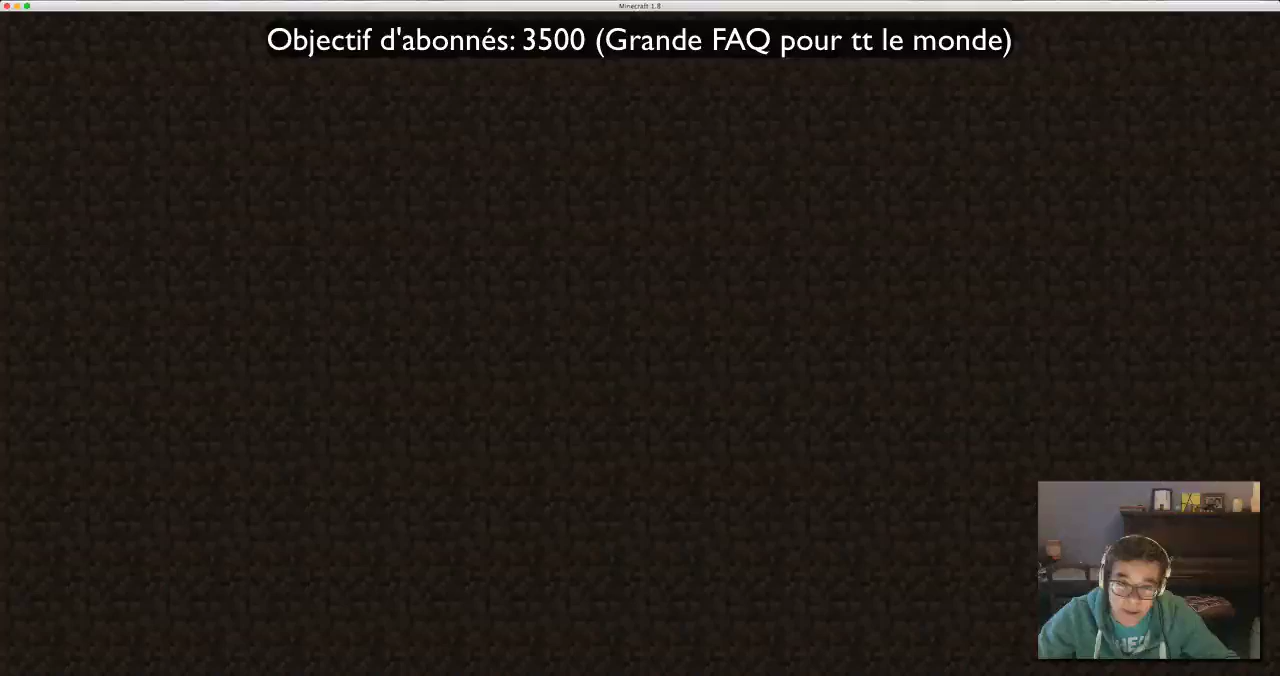 Minecraft 1.8
Objectif d'abonnés: 3500 (Grande FAQ pour tt le monde)